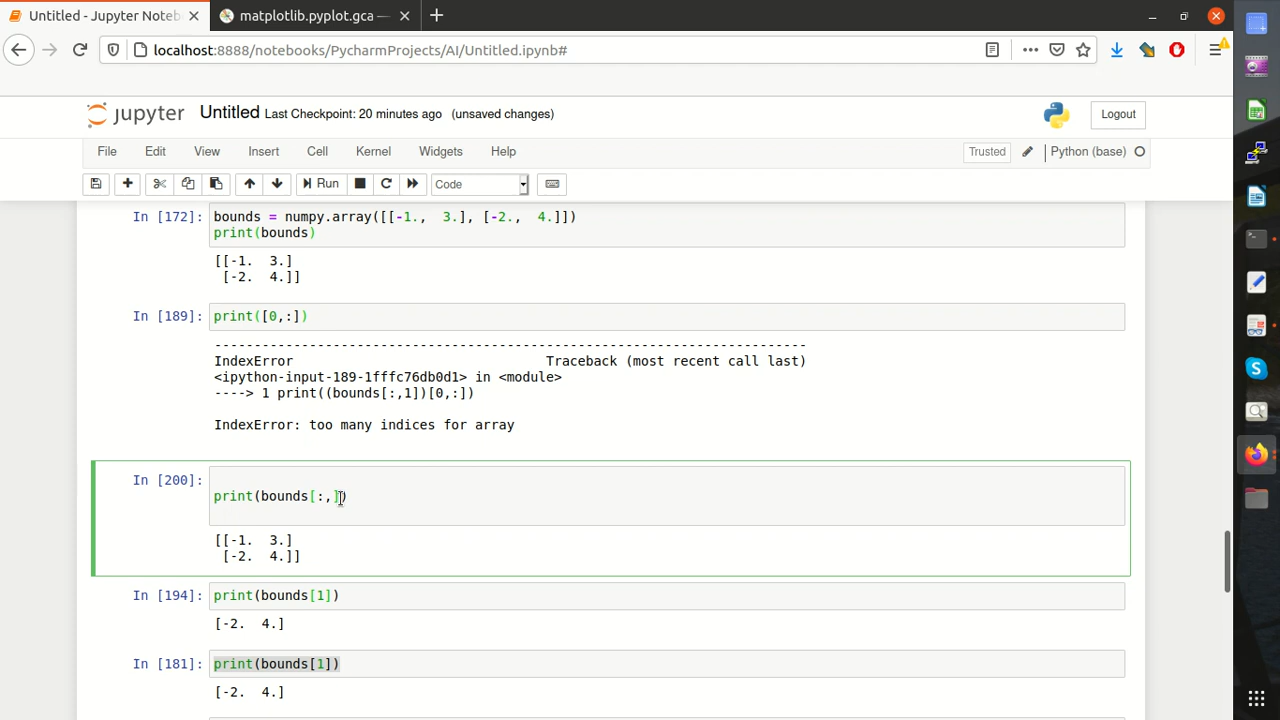 Untitled - Jupyter Noteb
matplotlib.pyplot.gca —
localhost:8888/notebooks/PycharmProjects/AI/Untitled.ipynb#
jupyter Untitled Last Checkpoint: 20 minutes ago (unsaved changes)
Logout
File Edit View Insert Cell Kernel Widgets Help
Trusted Python (base)
Run Code
In [172]: bounds = numpy.array([[-1., 3.], [-2., 4.]])
print(bounds)
[[-1. 3.]
[-2. 4.]]
In [189]: print([0,:])
---------------------------------------------------------------------------
IndexError Traceback (most recent call last)
<ipython-input-189-1fffc76db0d1> in <module>
----> 1 print((bounds[:,1])[0,:])
IndexError: too many indices for array
In [200]:
print(bounds[:,])
[[-1. 3.]
[-2. 4.]]
In [194]: print(bounds[1])
[-2. 4.]
In [181]: print(bounds[1])
[-2. 4.]